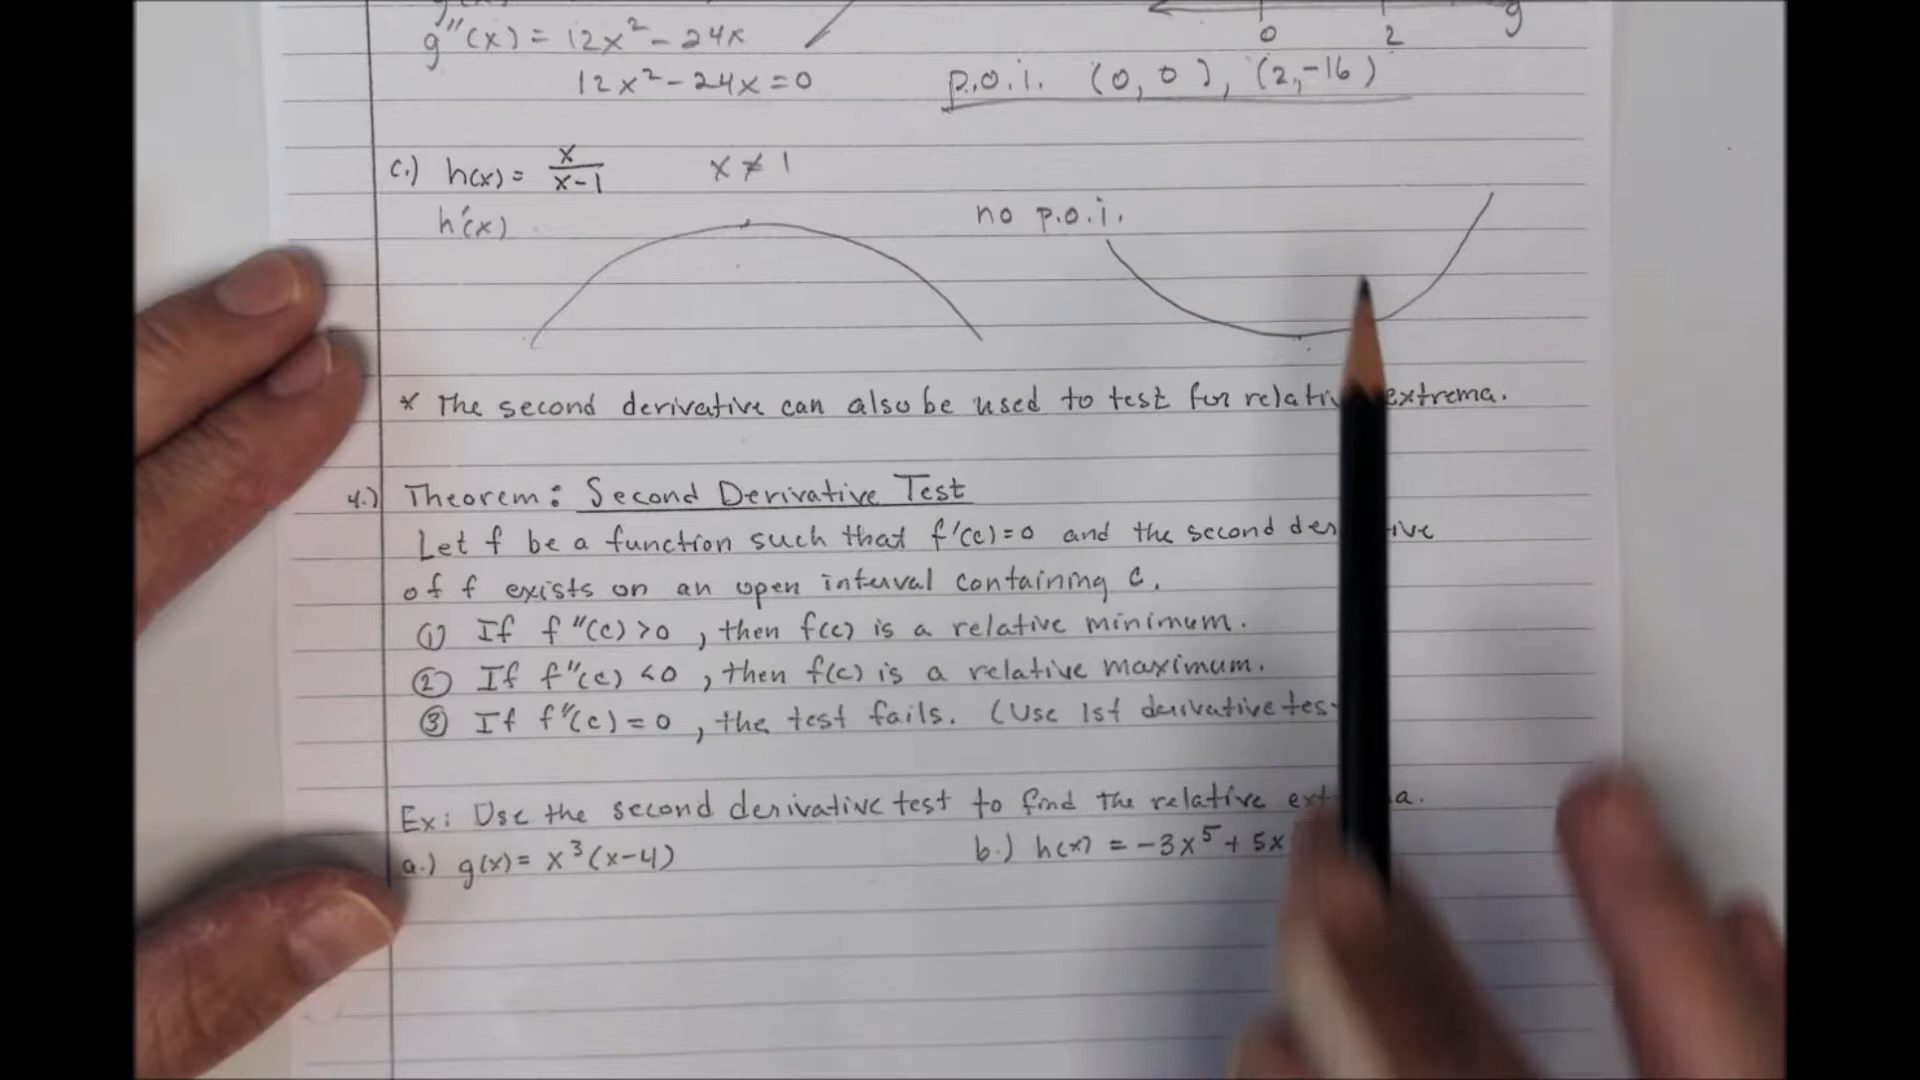 g''(x) = 12x² - 24x
12x² - 24x = 0
0 2 g
p.o.i. (0, 0), (2, -16)
c.) h(x) = x/(x-1) x ≠ 1
h'(x)
no p.o.i.
* The second derivative can also be used to test for extrema.
4.) Theorem: Second Derivative Test
Let f be a function such that f'(c)=0 and the second
of f exists on an open interval containing c.
① If f''(c) >0, then f(c) is a relative minimum.
② If f''(c) <0, then f(c) is a relative maximum.
③ If f''(c) = 0, the test fails. (Use 1st derivative
Ex: Use the second derivative test to find the relative
a.) g(x) = x³(x-4)
b.) h(x) = -3x⁵ + 5x